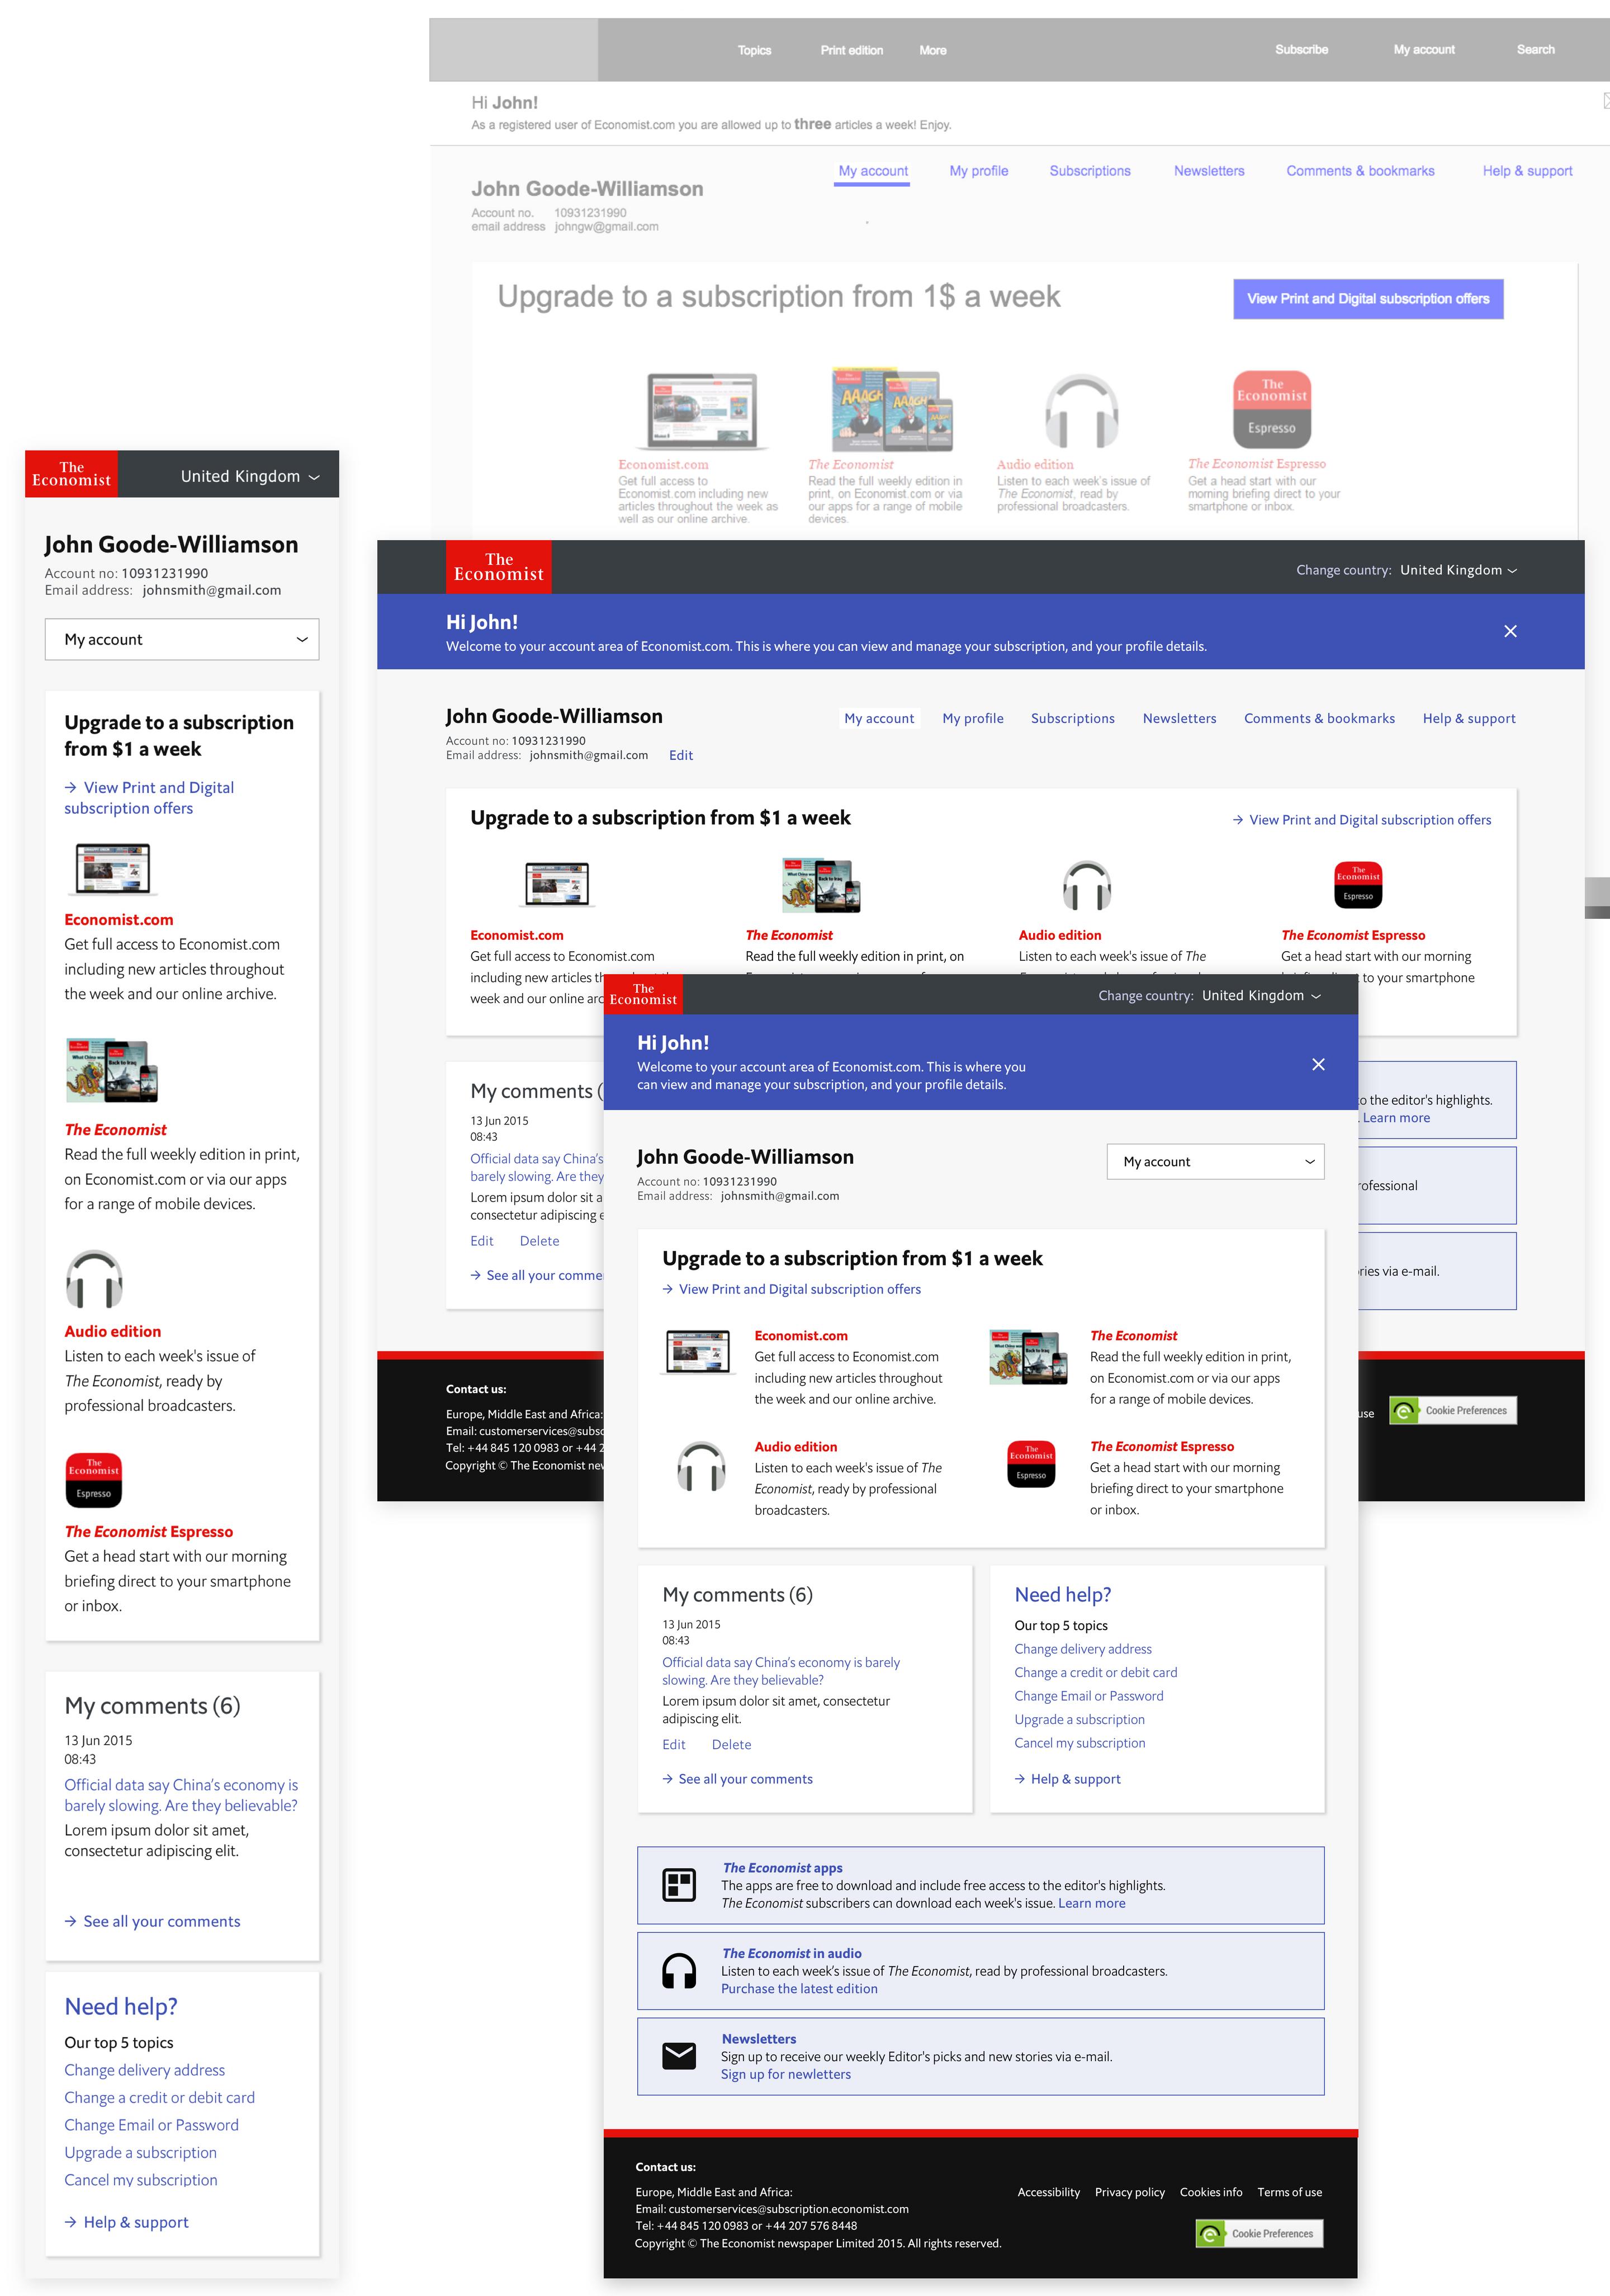 Topics Print edition More Subscribe My account Search
Hi John!
As a registered user of Economist.com you are allowed up to three articles a week! Enjoy.
My account My profile Subscriptions Newsletters Comments & bookmarks Help & support
John Goode-Williamson
Account no. 10931231990
email address johngw@gmail.com
Upgrade to a subscription from 1$ a week
View Print and Digital subscription offers
AAAGH
AAAGH
The
Economist
Espresso
Economist.com
Get full access to
Economist.com including new
articles throughout the week as
well as our online archive.
The Economist
Read the full weekly edition in
print, on Economist.com or via
our apps for a range of mobile
devices.
Audio edition
Listen to each week's issue of
The Economist, read by
professional broadcasters.
The Economist Espresso
Get a head start with our
morning briefing direct to your
smartphone or inbox.
The
Economist
United Kingdom
John Goode-Williamson
Account no: 10931231990
Email address: johnsmith@gmail.com
My account
Upgrade to a subscription
from $1 a week
→ View Print and Digital
subscription offers
Economist.com
Get full access to Economist.com
including new articles throughout
the week and our online archive.
What China
Back to Iraq
The Economist
Read the full weekly edition in print,
on Economist.com or via our apps
for a range of mobile devices.
Audio edition
Listen to each week's issue of
The Economist, ready by
professional broadcasters.
The
Economist
Espresso
The Economist Espresso
Get a head start with our morning
briefing direct to your smartphone
or inbox.
My comments (6)
13 Jun 2015
08:43
Official data say China's economy is
barely slowing. Are they believable?
Lorem ipsum dolor sit amet,
consectetur adipiscing elit.
→ See all your comments
Need help?
Our top 5 topics
Change delivery address
Change a credit or debit card
Change Email or Password
Upgrade a subscription
Cancel my subscription
→ Help & support
The
Economist
Change country: United Kingdom
Hi John!
Welcome to your account area of Economist.com. This is where you can view and manage your subscription, and your profile details.
John Goode-Williamson
My account My profile Subscriptions Newsletters Comments & bookmarks Help & support
Account no: 10931231990
Email address: johnsmith@gmail.com Edit
Upgrade to a subscription from $1 a week
→ View Print and Digital subscription offers
What China
Back to Iraq
The
Economist
Espresso
Economist.com
Get full access to Economist.com
including new articles
week and our online
The Economist
Read the full weekly edition in print, on
Audio edition
Listen to each week's issue of The
The Economist Espresso
Get a head start with our morning
to your smartphone
My comments (
13 Jun 2015
08:43
Official data say China's
barely slowing. Are they
Lorem ipsum dolor sit a
consectetur adipiscing e
Edit Delete
→ See all your comme
to the editor's highlights.
. Learn more
rofessional
ries via e-mail.
Contact us:
Europe, Middle East and Africa:
Email: customerservices@subsc
Tel: +44 845 120 0983 or +44 2
Copyright © The Economist new
use
Cookie Preferences
The
Economist
Change country: United Kingdom
Hi John!
Welcome to your account area of Economist.com. This is where you
can view and manage your subscription, and your profile details.
John Goode-Williamson
Account no: 10931231990
Email address: johnsmith@gmail.com
My account
Upgrade to a subscription from $1 a week
→ View Print and Digital subscription offers
Economist.com
Get full access to Economist.com
including new articles throughout
the week and our online archive.
What China
Back to Iraq
The Economist
Read the full weekly edition in print,
on Economist.com or via our apps
for a range of mobile devices.
Audio edition
Listen to each week's issue of The
Economist, ready by professional
broadcasters.
The
Economist
Espresso
The Economist Espresso
Get a head start with our morning
briefing direct to your smartphone
or inbox.
My comments (6)
13 Jun 2015
08:43
Official data say China's economy is barely
slowing. Are they believable?
Lorem ipsum dolor sit amet, consectetur
adipiscing elit.
Edit Delete
→ See all your comments
Need help?
Our top 5 topics
Change delivery address
Change a credit or debit card
Change Email or Password
Upgrade a subscription
Cancel my subscription
→ Help & support
The Economist apps
The apps are free to download and include free access to the editor's highlights.
The Economist subscribers can download each week's issue. Learn more
The Economist in audio
Listen to each week's issue of The Economist, read by professional broadcasters.
Purchase the latest edition
Newsletters
Sign up to receive our weekly Editor's picks and new stories via e-mail.
Sign up for newletters
Contact us:
Europe, Middle East and Africa:
Email: customerservices@subscription.economist.com
Tel: +44 845 120 0983 or +44 207 576 8448
Copyright © The Economist newspaper Limited 2015. All rights reserved.
Accessibility Privacy policy Cookies info Terms of use
Cookie Preferences